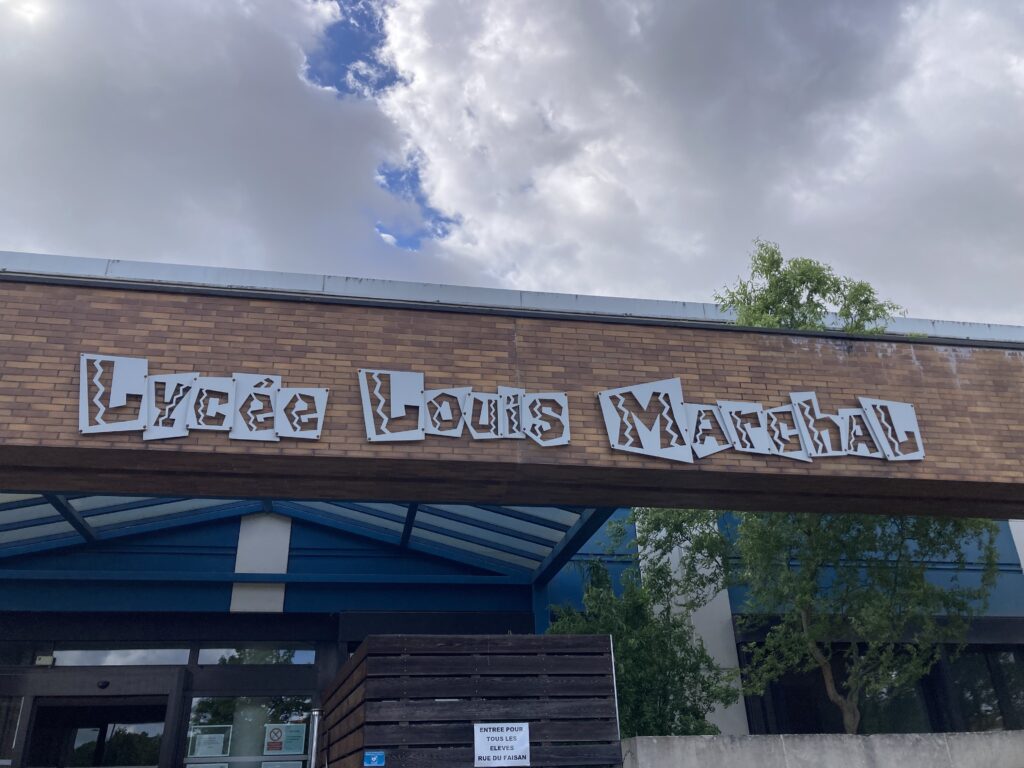 Lycée Louis Marchal
ENTREE POUR
TOUS LES
ELEVES
RUE DU FAISAN